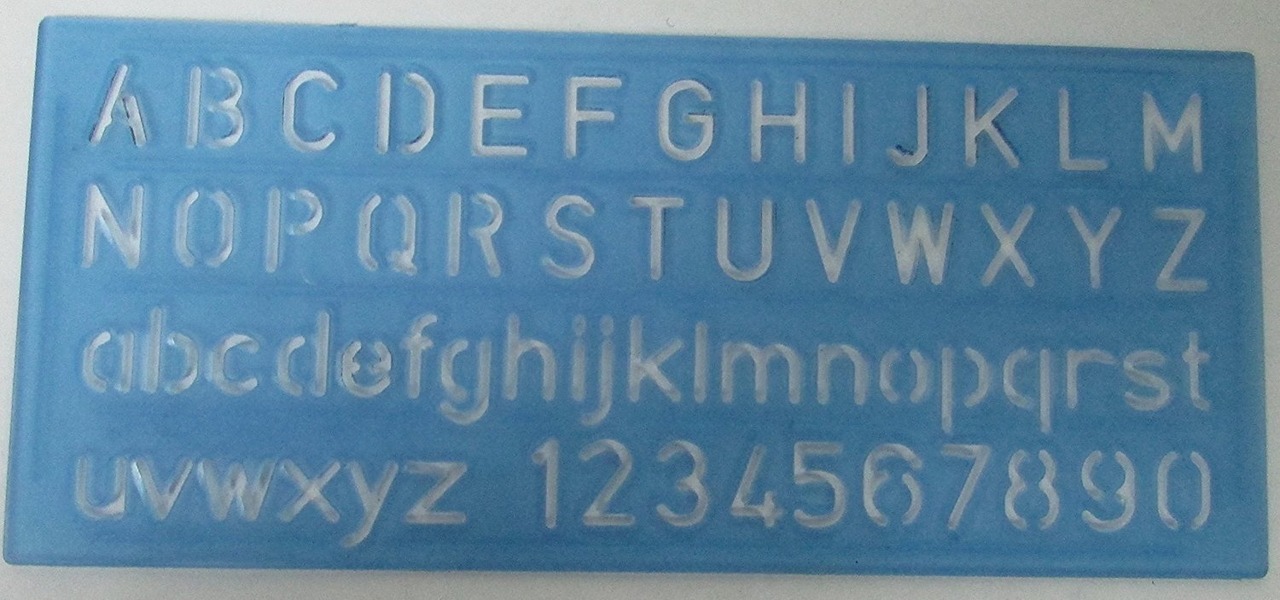 ABCDEFGHIJKLM
NOPQRSTUVWXYZ
abcdefghijklmnopqrst
uvwxyz 1234567890